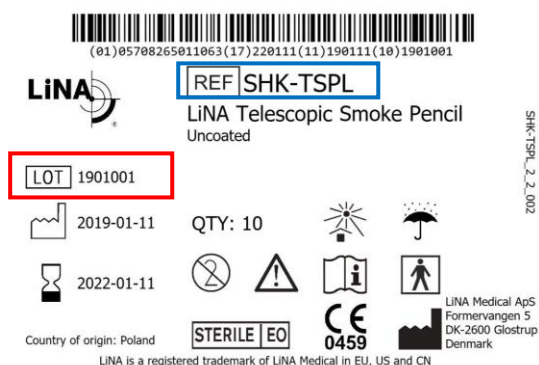 (01)05708265011063(17)220111(11)190111(10)1901001
LiNA
REF SHK-TSPL
LiNA Telescopic Smoke Pencil
Uncoated
SHK-TSPL_2_2_002
LOT 1901001
2019-01-11
QTY: 10
2
i
2022-01-11
Country of origin: Poland
STERILE EO
CE
0459
LiNA Medical ApS
Formervangen 5
DK-2600 Glostrup
Denmark
LiNA is a registered trademark of LiNA Medical in EU, US and CN